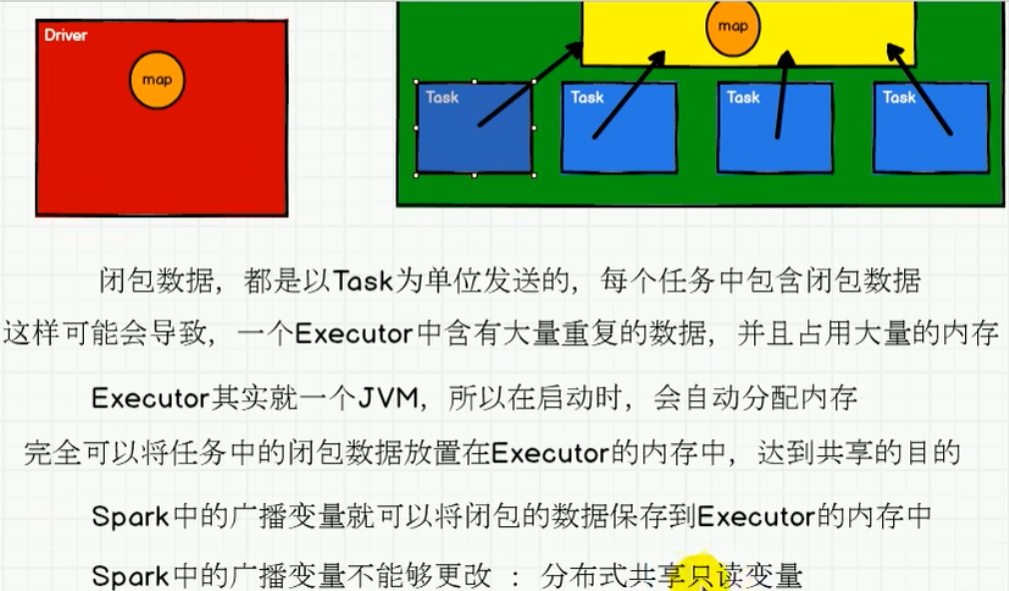 Driver
map
map
Task
Task
Task
Task
闭包数据，都是以Task为单位发送的，每个任务中包含闭包数据
这样可能会导致，一个Executor中含有大量重复的数据，并且占用大量的内存
Executor其实就一个JVM，所以在启动时，会自动分配内存
完全可以将任务中的闭包数据放置在Executor的内存中，达到共享的目的
Spark中的广播变量就可以将闭包的数据保存到Executor的内存中
Spark中的广播变量不能够更改 ： 分布式共享只读变量